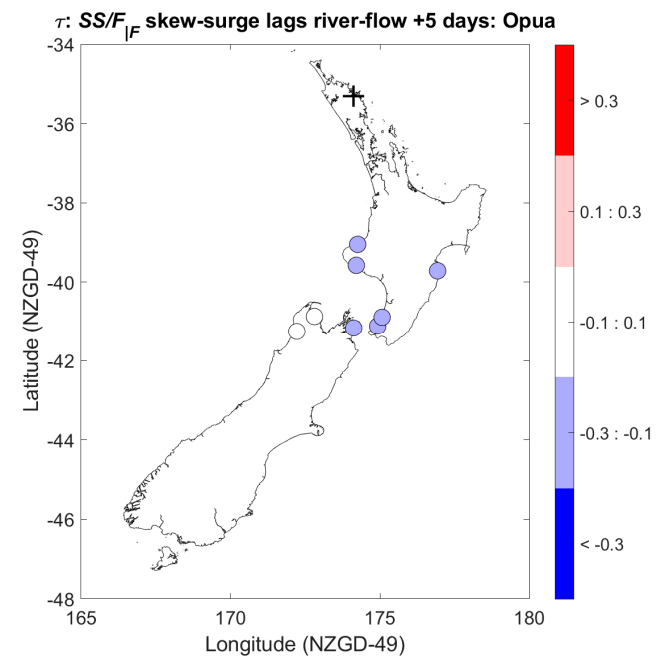 τ: SS/F|F skew-surge lags river-flow +5 days: Opua
-34
-36
-38
-40
-42
-44
-46
-48
165
170
175
180
Latitude (NZGD-49)
Longitude (NZGD-49)
> 0.3
0.1 : 0.3
-0.1 : 0.1
-0.3 : -0.1
< -0.3